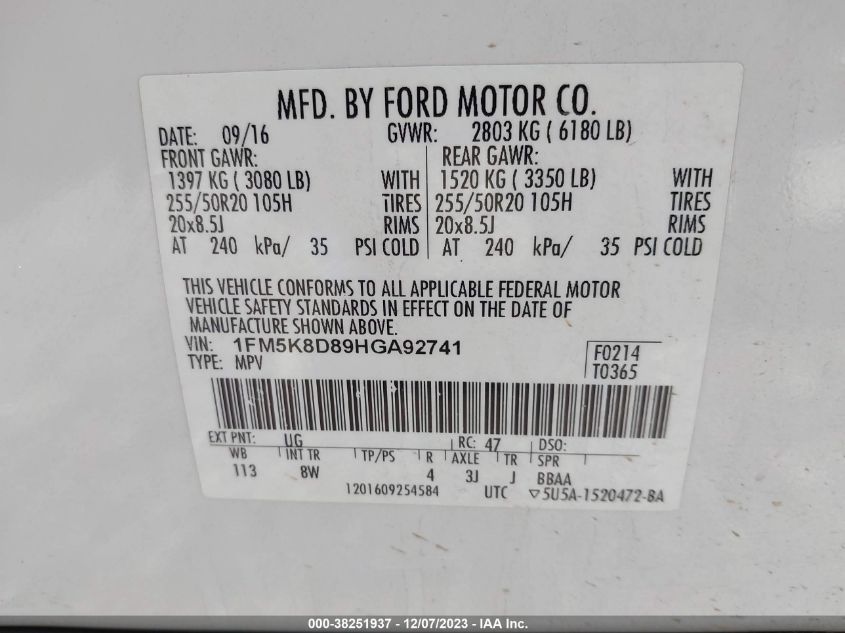 MFD. BY FORD MOTOR CO.
DATE: 09/16 GVWR: 2803 KG ( 6180 LB)
FRONT GAWR: REAR GAWR:
1397 KG ( 3080 LB) WITH 1520 KG ( 3350 LB) WITH
255/50R20 105H TIRES 255/50R20 105H TIRES
20x8.5J RIMS 20x8.5J RIMS
AT 240 kPa/ 35 PSI COLD AT 240 kPa/ 35 PSI COLD
THIS VEHICLE CONFORMS TO ALL APPLICABLE FEDERAL MOTOR
VEHICLE SAFETY STANDARDS IN EFFECT ON THE DATE OF
MANUFACTURE SHOWN ABOVE.
VIN: 1FM5K8D89HGA92741 F0214
TYPE: MPV T0365
EXT PNT: UG RC: 47 DSO:
WB INT TR TP/PS R AXLE TR SPR
113 8W 4 3J J BBAA
1201609254584 UTC ▽5U5A-1520472-BA
000-38251937 - 12/07/2023 - IAA Inc.